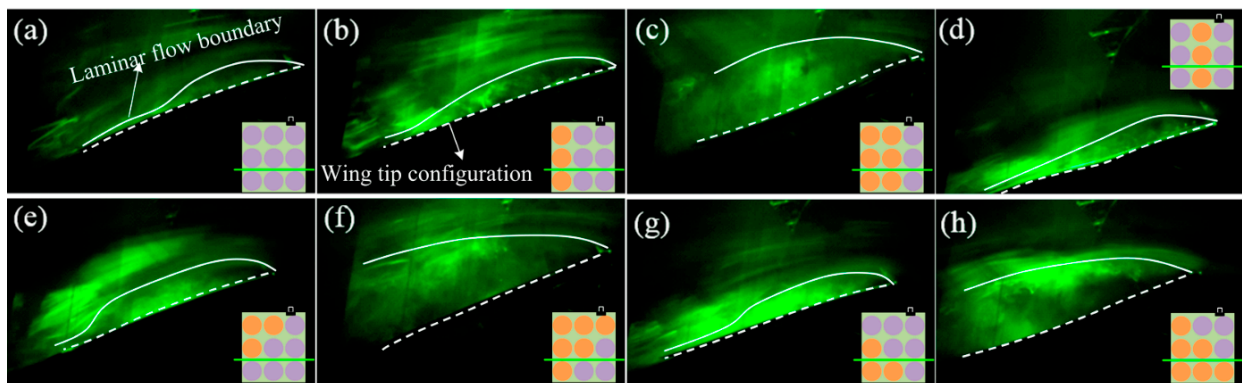 (a)
Laminar flow boundary
(b)
Wing tip configuration
(c)
(d)
(e)
(f)
(g)
(h)